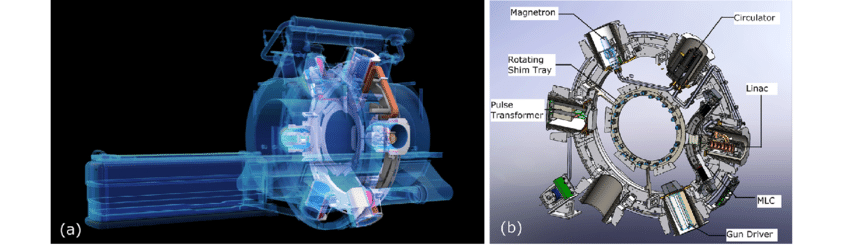 (a)
Magnetron
Circulator
Rotating
Shim Tray
Linac
Pulse
Transformer
MLC
Gun Driver
(b)